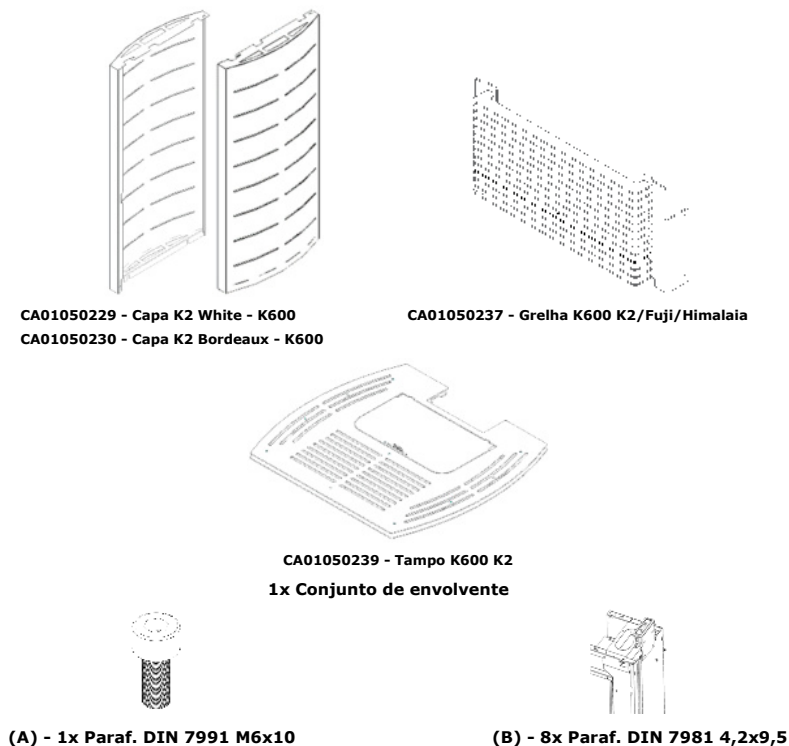 CA01050229 - Capa K2 White - K600
CA01050230 - Capa K2 Bordeaux - K600
CA01050237 - Grelha K600 K2/Fuji/Himalaia
CA01050239 - Tampo K600 K2
1x Conjunto de envolvente
(A) - 1x Paraf. DIN 7991 M6x10
(B) - 8x Paraf. DIN 7981 4,2x9,5